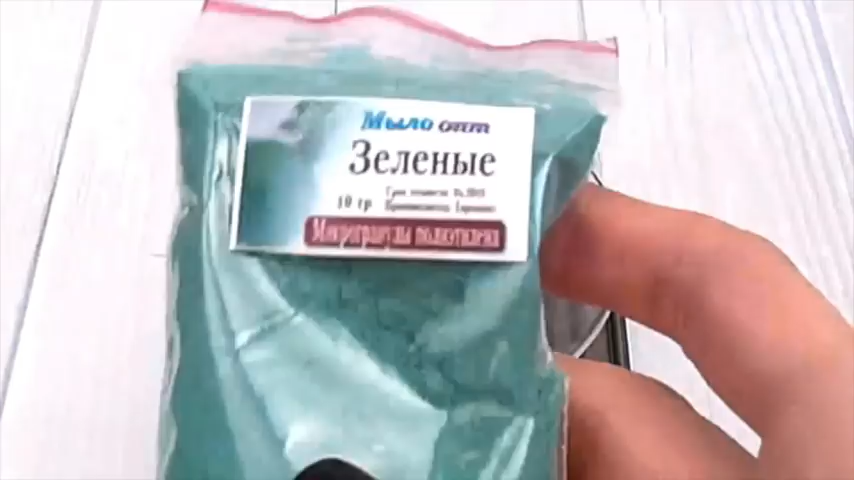 Мыло опт
Зеленые
10 гр
Микрогранулы полиэтилена